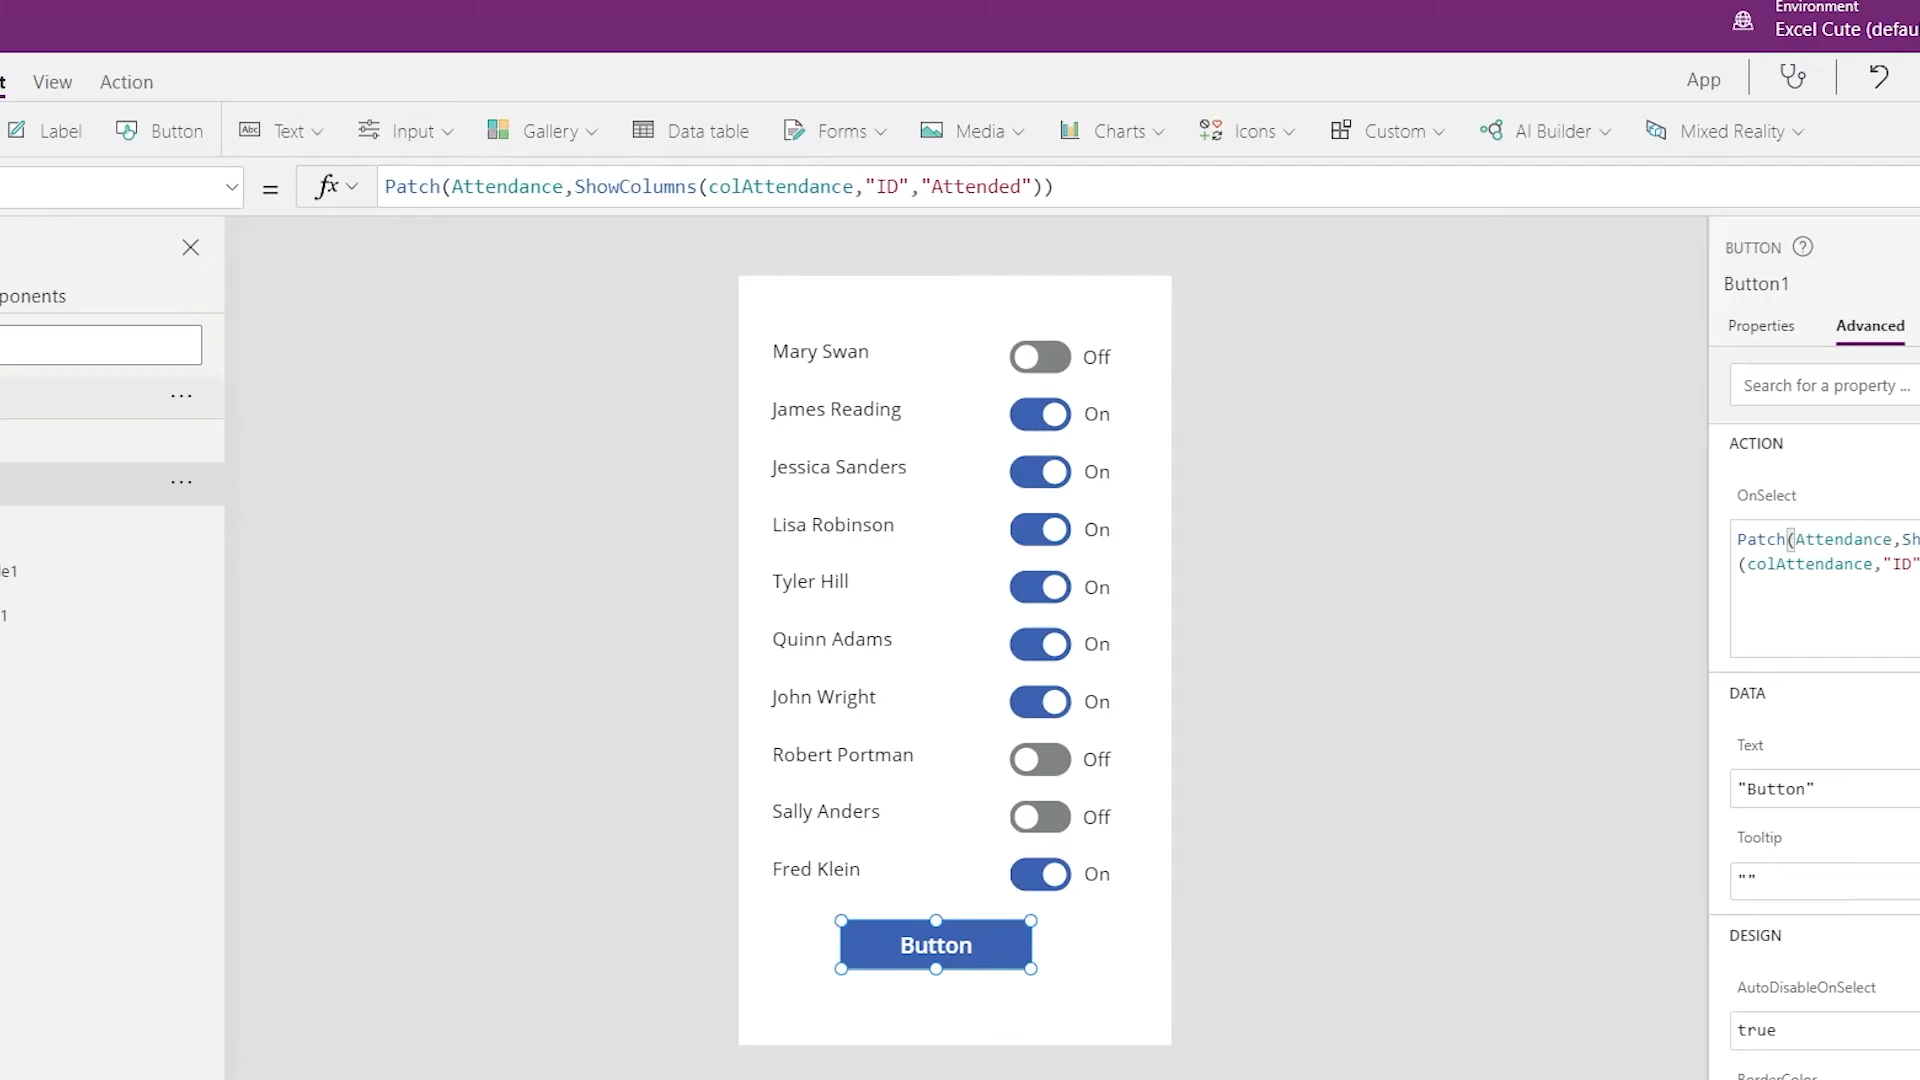 Environment
Excel Cute (defau
t View Action App
Label Button Abc Text Input Gallery Data table Forms Media Charts Icons Custom AI Builder Mixed Reality
= fx Patch(Attendance,ShowColumns(colAttendance,"ID","Attended"))
ponents
...
...
le1
1
Mary Swan Off
James Reading On
Jessica Sanders On
Lisa Robinson On
Tyler Hill On
Quinn Adams On
John Wright On
Robert Portman Off
Sally Anders Off
Fred Klein On
Button
BUTTON ?
Button1
Properties Advanced
Search for a property ...
ACTION
OnSelect
Patch(Attendance,Sh
(colAttendance,"ID"
DATA
Text
"Button"
Tooltip
""
DESIGN
AutoDisableOnSelect
true
BorderColor